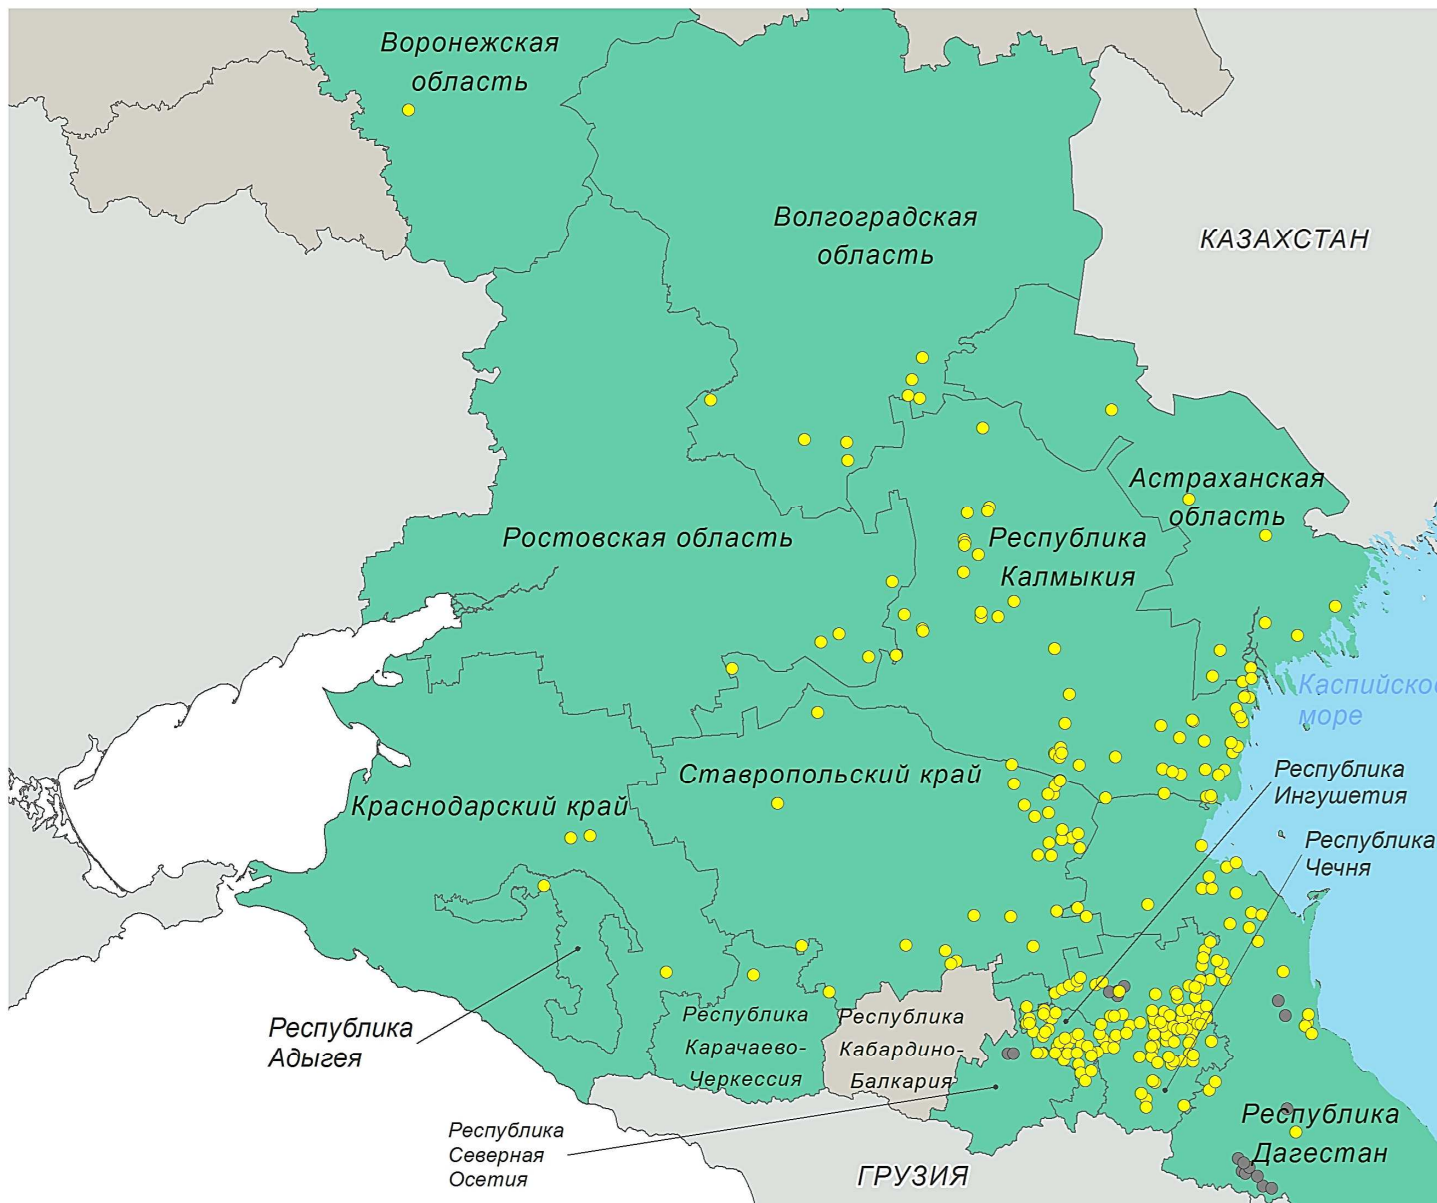 Воронежская
область
Волгоградская
область
КАЗАХСТАН
Астраханская
область
Ростовская область
Республика
Калмыкия
Каспийское
море
Ставропольский край
Республика
Ингушетия
Краснодарский край
Республика
Чечня
Республика
Адыгея
Республика
Карачаево-
Черкессия
Республика
Кабардино-
Балкария
Республика
Северная
Осетия
Республика
Дагестан
ГРУЗИЯ